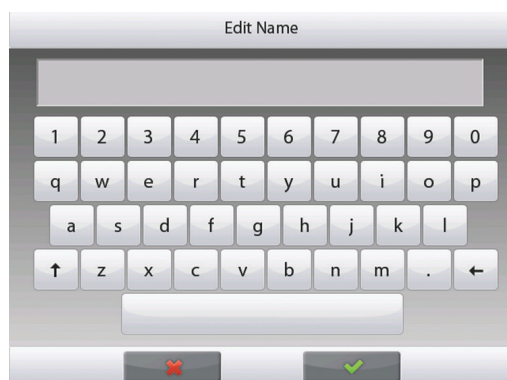 Edit Name
1 2 3 4 5 6 7 8 9 0
q w e r t y u i o p
a s d f g h j k l
↑ z x c v b n m . ←